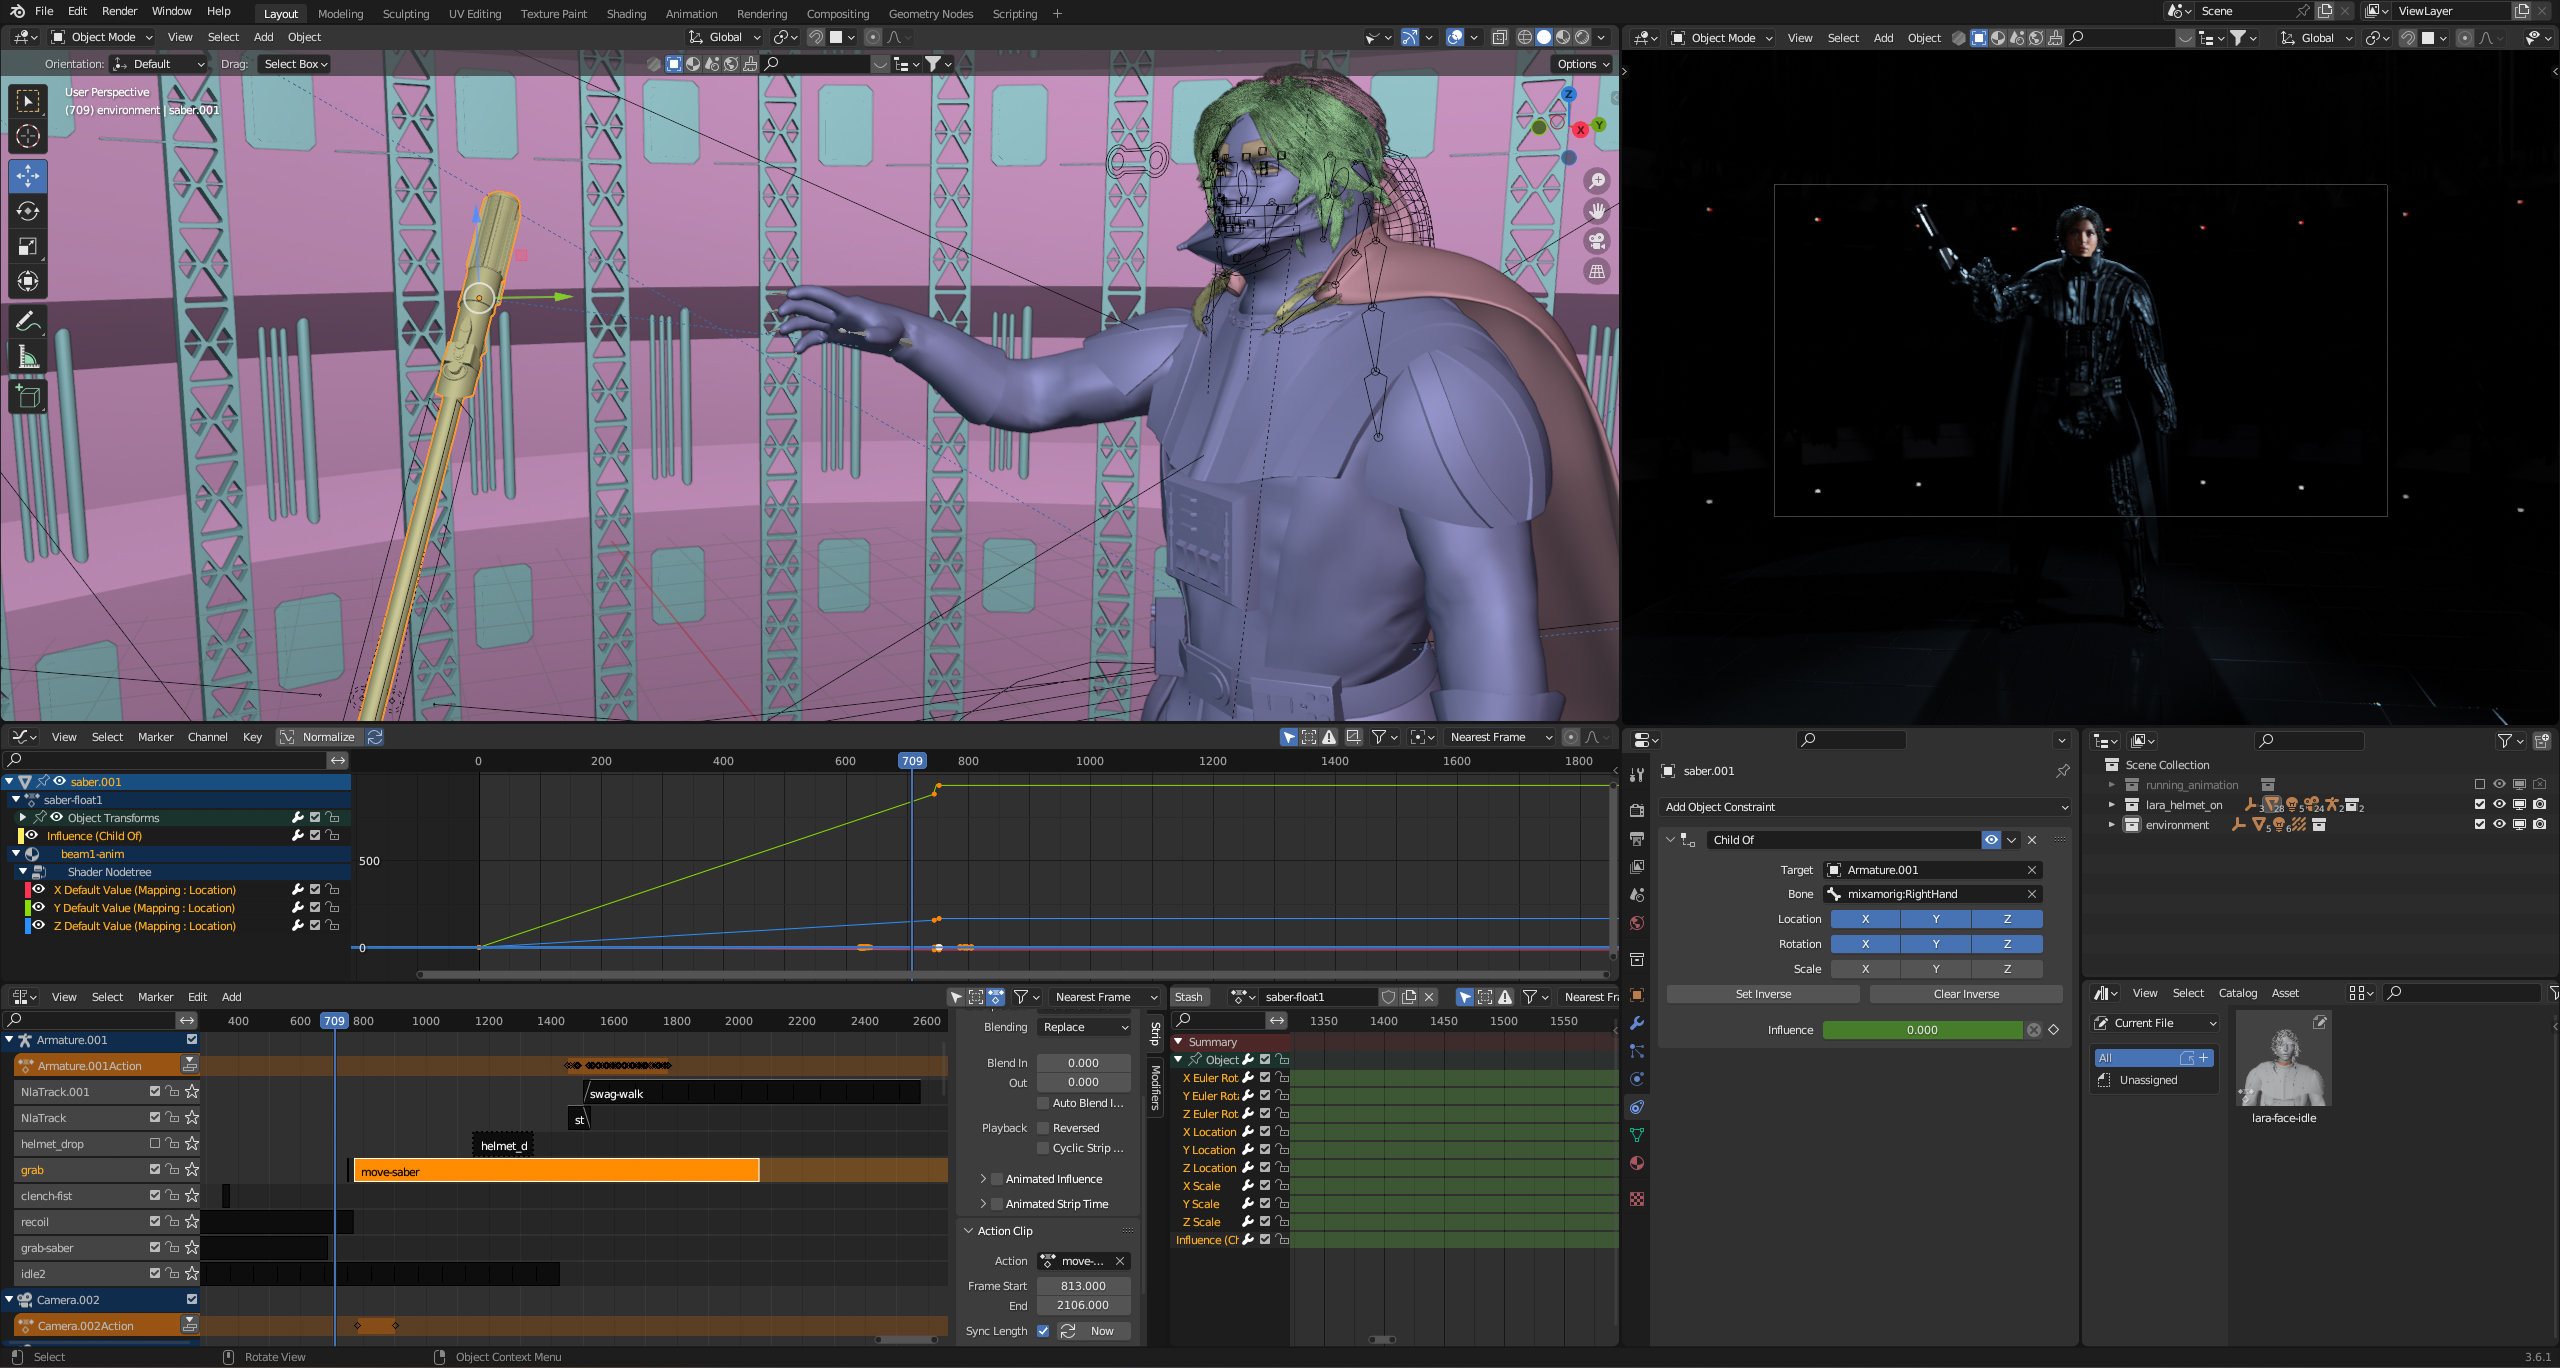 File Edit Render Window Help Layout Modeling Sculpting UV Editing Texture Paint Shading Animation Rendering Compositing Geometry Nodes Scripting + Scene ViewLayer
Object Mode View Select Add Object Global Object Mode View Select Add Object Global
Orientation: Default Drag: Select Box Options
User Perspective
(709) environment | saber.001
Z
X Y
View Select Marker Channel Key Normalize Nearest Frame
0 200 400 600 709 800 1000 1200 1400 1600 1800
saber.001
saber-float1
Object Transforms
Influence (Child Of)
beam1-anim
Shader Nodetree
X Default Value (Mapping : Location)
Y Default Value (Mapping : Location)
Z Default Value (Mapping : Location)
500
0
saber.001
Add Object Constraint
Child Of
Target Armature.001
Bone mixamorig:RightHand
Location X Y Z
Rotation X Y Z
Scale X Y Z
Set Inverse Clear Inverse
Influence 0.000
Scene Collection
running_animation
lara_helmet_on 3 28 5 24 2 2
environment 5 6
View Select Marker Edit Add Nearest Frame
400 600 709 800 1000 1200 1400 1600 1800 2000 2200 2400 2600
Armature.001
Armature.001Action
NlaTrack.001 swag-walk
NlaTrack st
helmet_drop helmet_d
grab move-saber
clench-fist
recoil
grab-saber
idle2
Camera.002
Camera.002Action
Blending Replace
Blend In 0.000
Out 0.000
Auto Blend I...
Playback Reversed
Cyclic Strip ...
Animated Influence
Animated Strip Time
Action Clip
Action move-...
Frame Start 813.000
End 2106.000
Sync Length Now
Strip
Modifiers
Stash saber-float1 Nearest Fr
1350 1400 1450 1500 1550
Summary
Object
X Euler Rot
Y Euler Rot
Z Euler Rot
X Location
Y Location
Z Location
X Scale
Y Scale
Z Scale
Influence (Ch
View Select Catalog Asset
Current File
All
Unassigned
lara-face-idle
Select Rotate View Object Context Menu 3.6.1